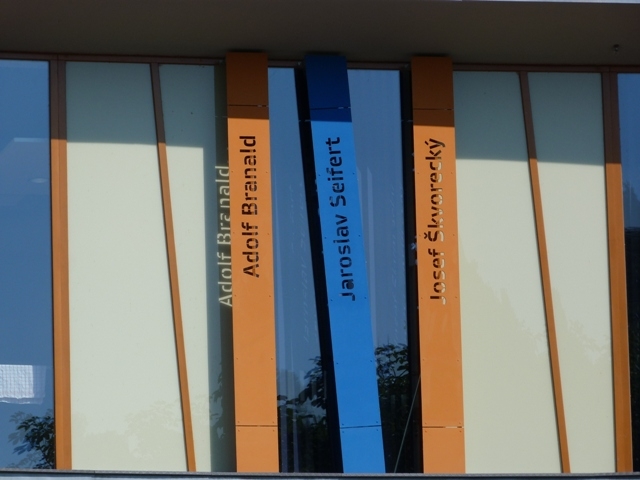 Adolf Branald
Adolf Branald
Jaroslav Seifert
Josef Škvorecký